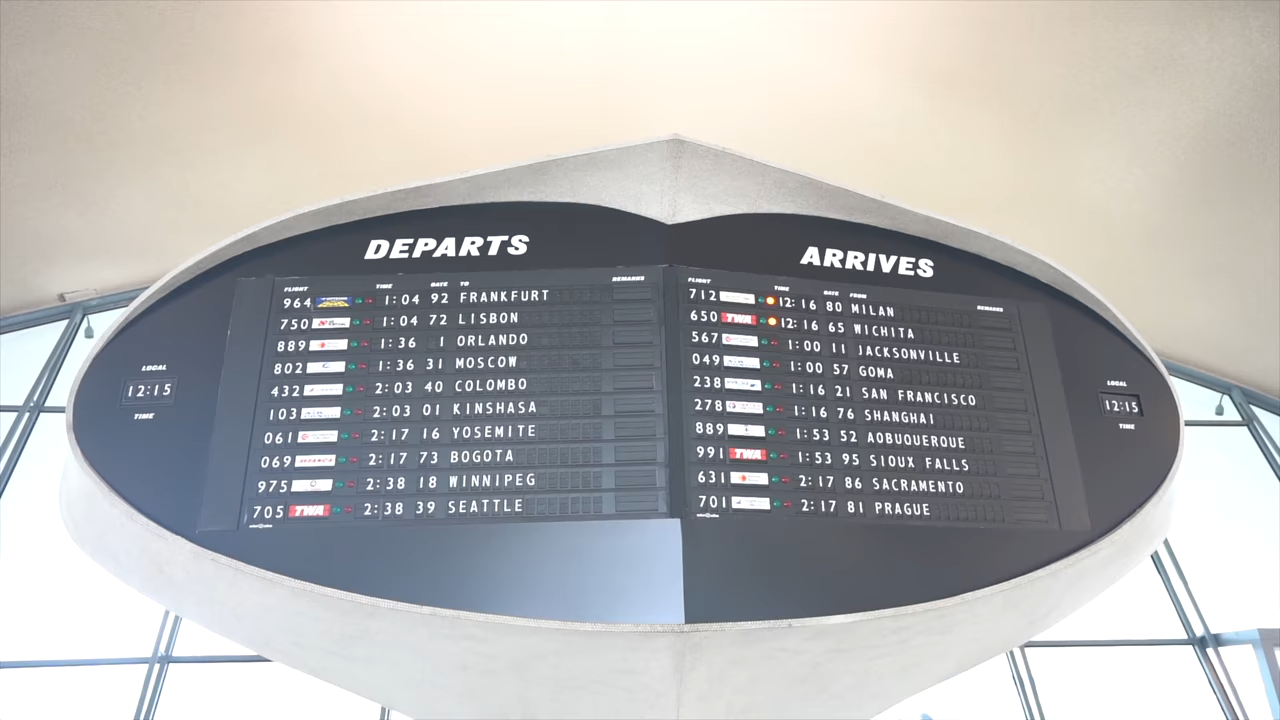 DEPARTS
FLIGHT TIME GATE TO REMARKS
964 1:04 92 FRANKFURT
750 1:04 72 LISBON
889 1:36 1 ORLANDO
802 1:36 31 MOSCOW
432 2:03 40 COLOMBO
103 2:03 01 KINSHASA
061 2:17 16 YOSEMITE
069 AVIANCA 2:17 73 BOGOTA
975 2:38 18 WINNIPEG
705 TWA 2:38 39 SEATTLE
LOCAL
12:15
TIME
ARRIVES
FLIGHT TIME GATE FROM REMARKS
712 12:16 80 MILAN
650 TWA 12:16 65 WICHITA
567 1:00 11 JACKSONVILLE
049 1:00 57 GOMA
238 1:16 21 SAN FRANCISCO
278 1:16 76 SHANGHAI
889 1:53 52 AOBUQUERQUE
991 TWA 1:53 95 SIOUX FALLS
631 2:17 86 SACRAMENTO
701 2:17 81 PRAGUE
LOCAL
12:15
TIME